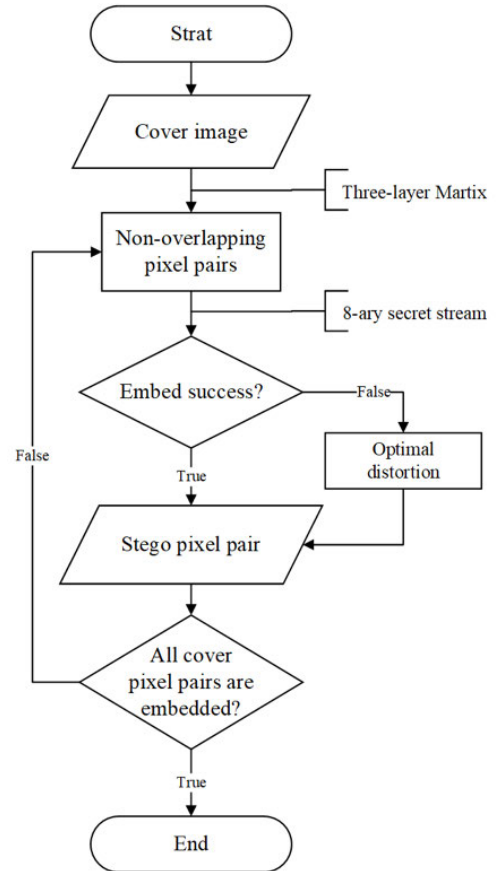 Strat
Cover image
Three-layer Martix
Non-overlapping
pixel pairs
8-ary secret stream
Embed success?
False
Optimal
distortion
False
True
Stego pixel pair
All cover
pixel pairs are
embedded?
True
End